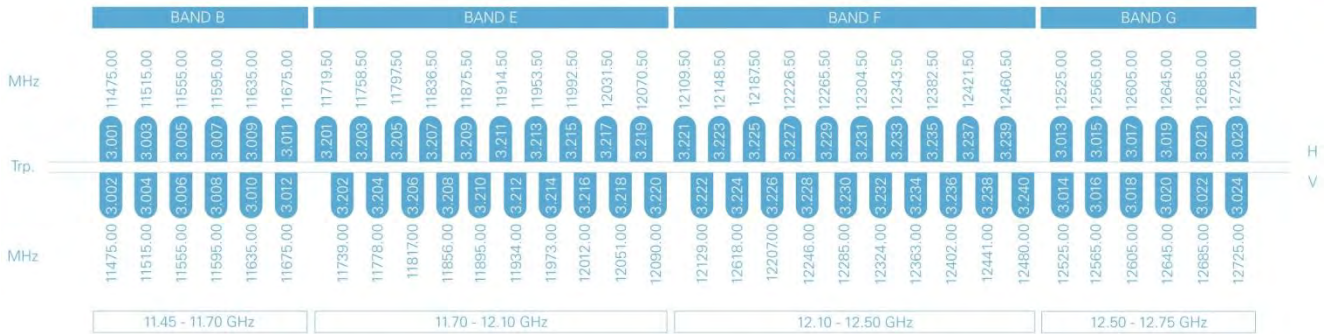 BAND B BAND E BAND F BAND G
MHz 11475.00 11515.00 11555.00 11595.00 11635.00 11675.00 11719.50 11758.50 11797.50 11836.50 11875.50 11914.50 11953.50 11992.50 12031.50 12070.50 12109.50 12148.50 12187.50 12226.50 12265.50 12304.50 12343.50 12382.50 12421.50 12460.50 12525.00 12565.00 12605.00 12645.00 12685.00 12725.00
3.001 3.003 3.005 3.007 3.009 3.011 3.201 3.203 3.205 3.207 3.209 3.211 3.213 3.215 3.217 3.219 3.221 3.223 3.225 3.227 3.229 3.231 3.233 3.235 3.237 3.239 3.013 3.015 3.017 3.019 3.021 3.023 H
Trp.
3.002 3.004 3.006 3.008 3.010 3.012 3.202 3.204 3.206 3.208 3.210 3.212 3.214 3.216 3.218 3.220 3.222 3.224 3.226 3.228 3.230 3.232 3.234 3.236 3.238 3.240 3.014 3.016 3.018 3.020 3.022 3.024 V
MHz 11475.00 11515.00 11555.00 11595.00 11635.00 11675.00 11739.00 11778.00 11817.00 11856.00 11895.00 11934.00 11973.00 12012.00 12051.00 12090.00 12129.00 12618.00 12207.00 12246.00 12285.00 12324.00 12363.00 12402.00 12441.00 12480.00 12525.00 12565.00 12605.00 12645.00 12685.00 12725.00
11.45 - 11.70 GHz 11.70 - 12.10 GHz 12.10 - 12.50 GHz 12.50 - 12.75 GHz